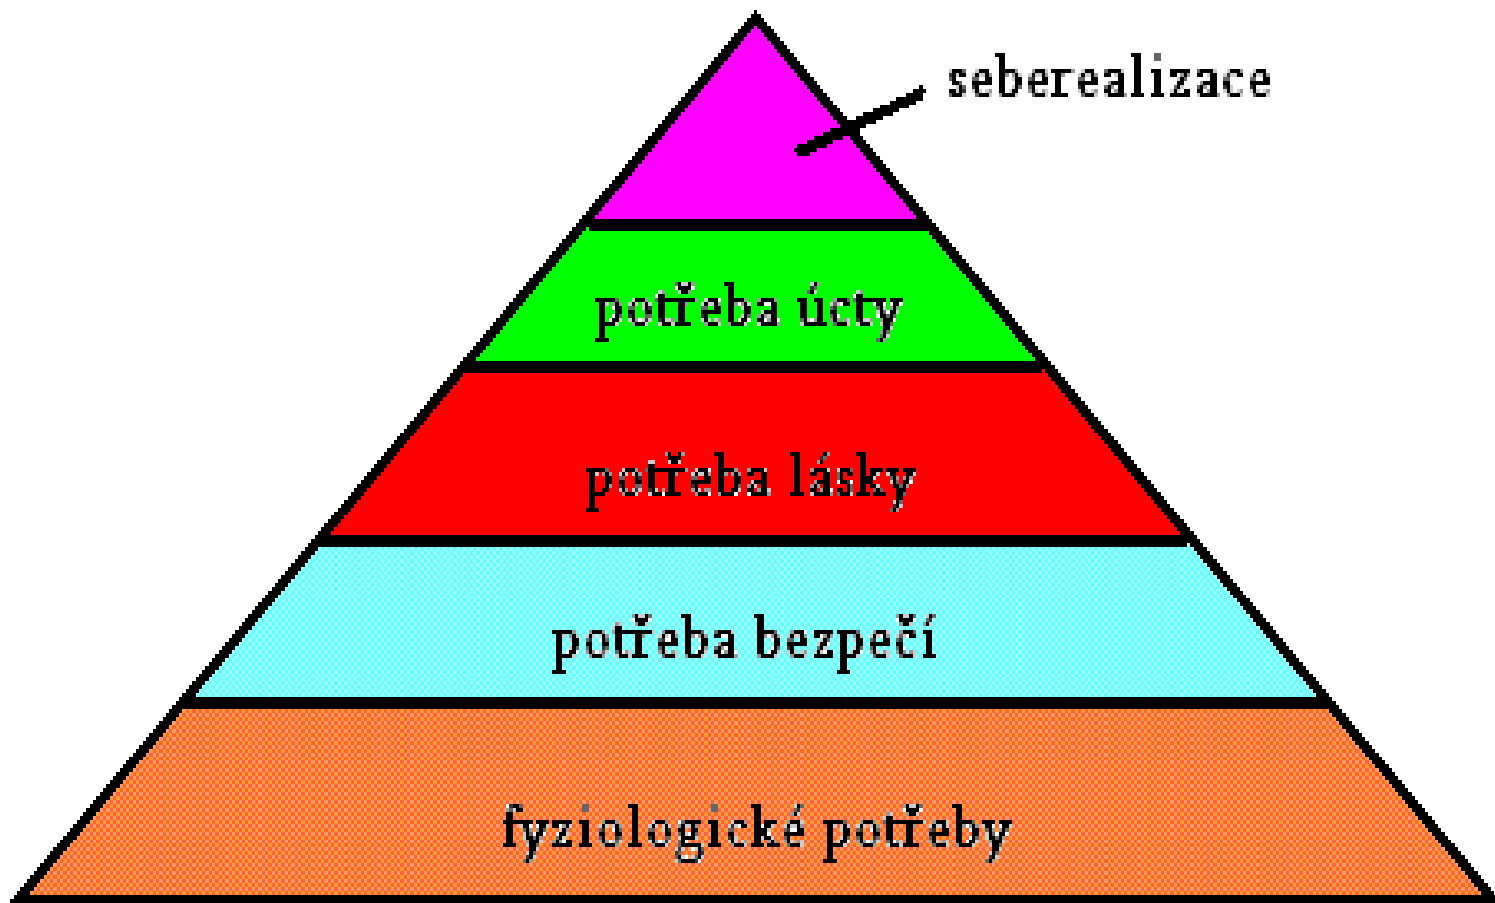 seberealizace
potřeba úcty
potřeba lásky
potřeba bezpečí
fyziologické potřeby